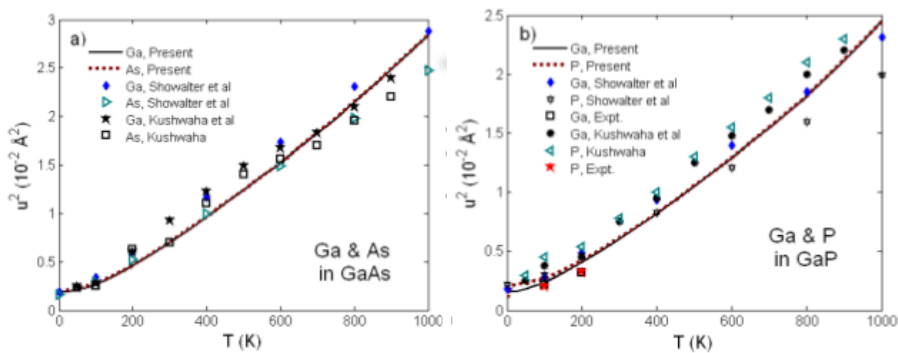 a)
Ga, Present
As, Present
Ga, Showalter et al
As, Showalter et al
Ga, Kushwaha et al
As, Kushwaha
Ga & As
in GaAs
u² (10⁻² Å²)
3
2.5
2
1.5
1
0.5
0
0 200 400 600 800 1000
T (K)
b)
Ga, Present
P, Present
Ga, Showalter et al
P, Showalter et al
Ga, Expt.
Ga, Kushwaha et al
P, Kushwaha
P, Expt.
Ga & P
in GaP
u² (10⁻² Å²)
2.5
2
1.5
1
0.5
0
0 200 400 600 800 1000
T (K)